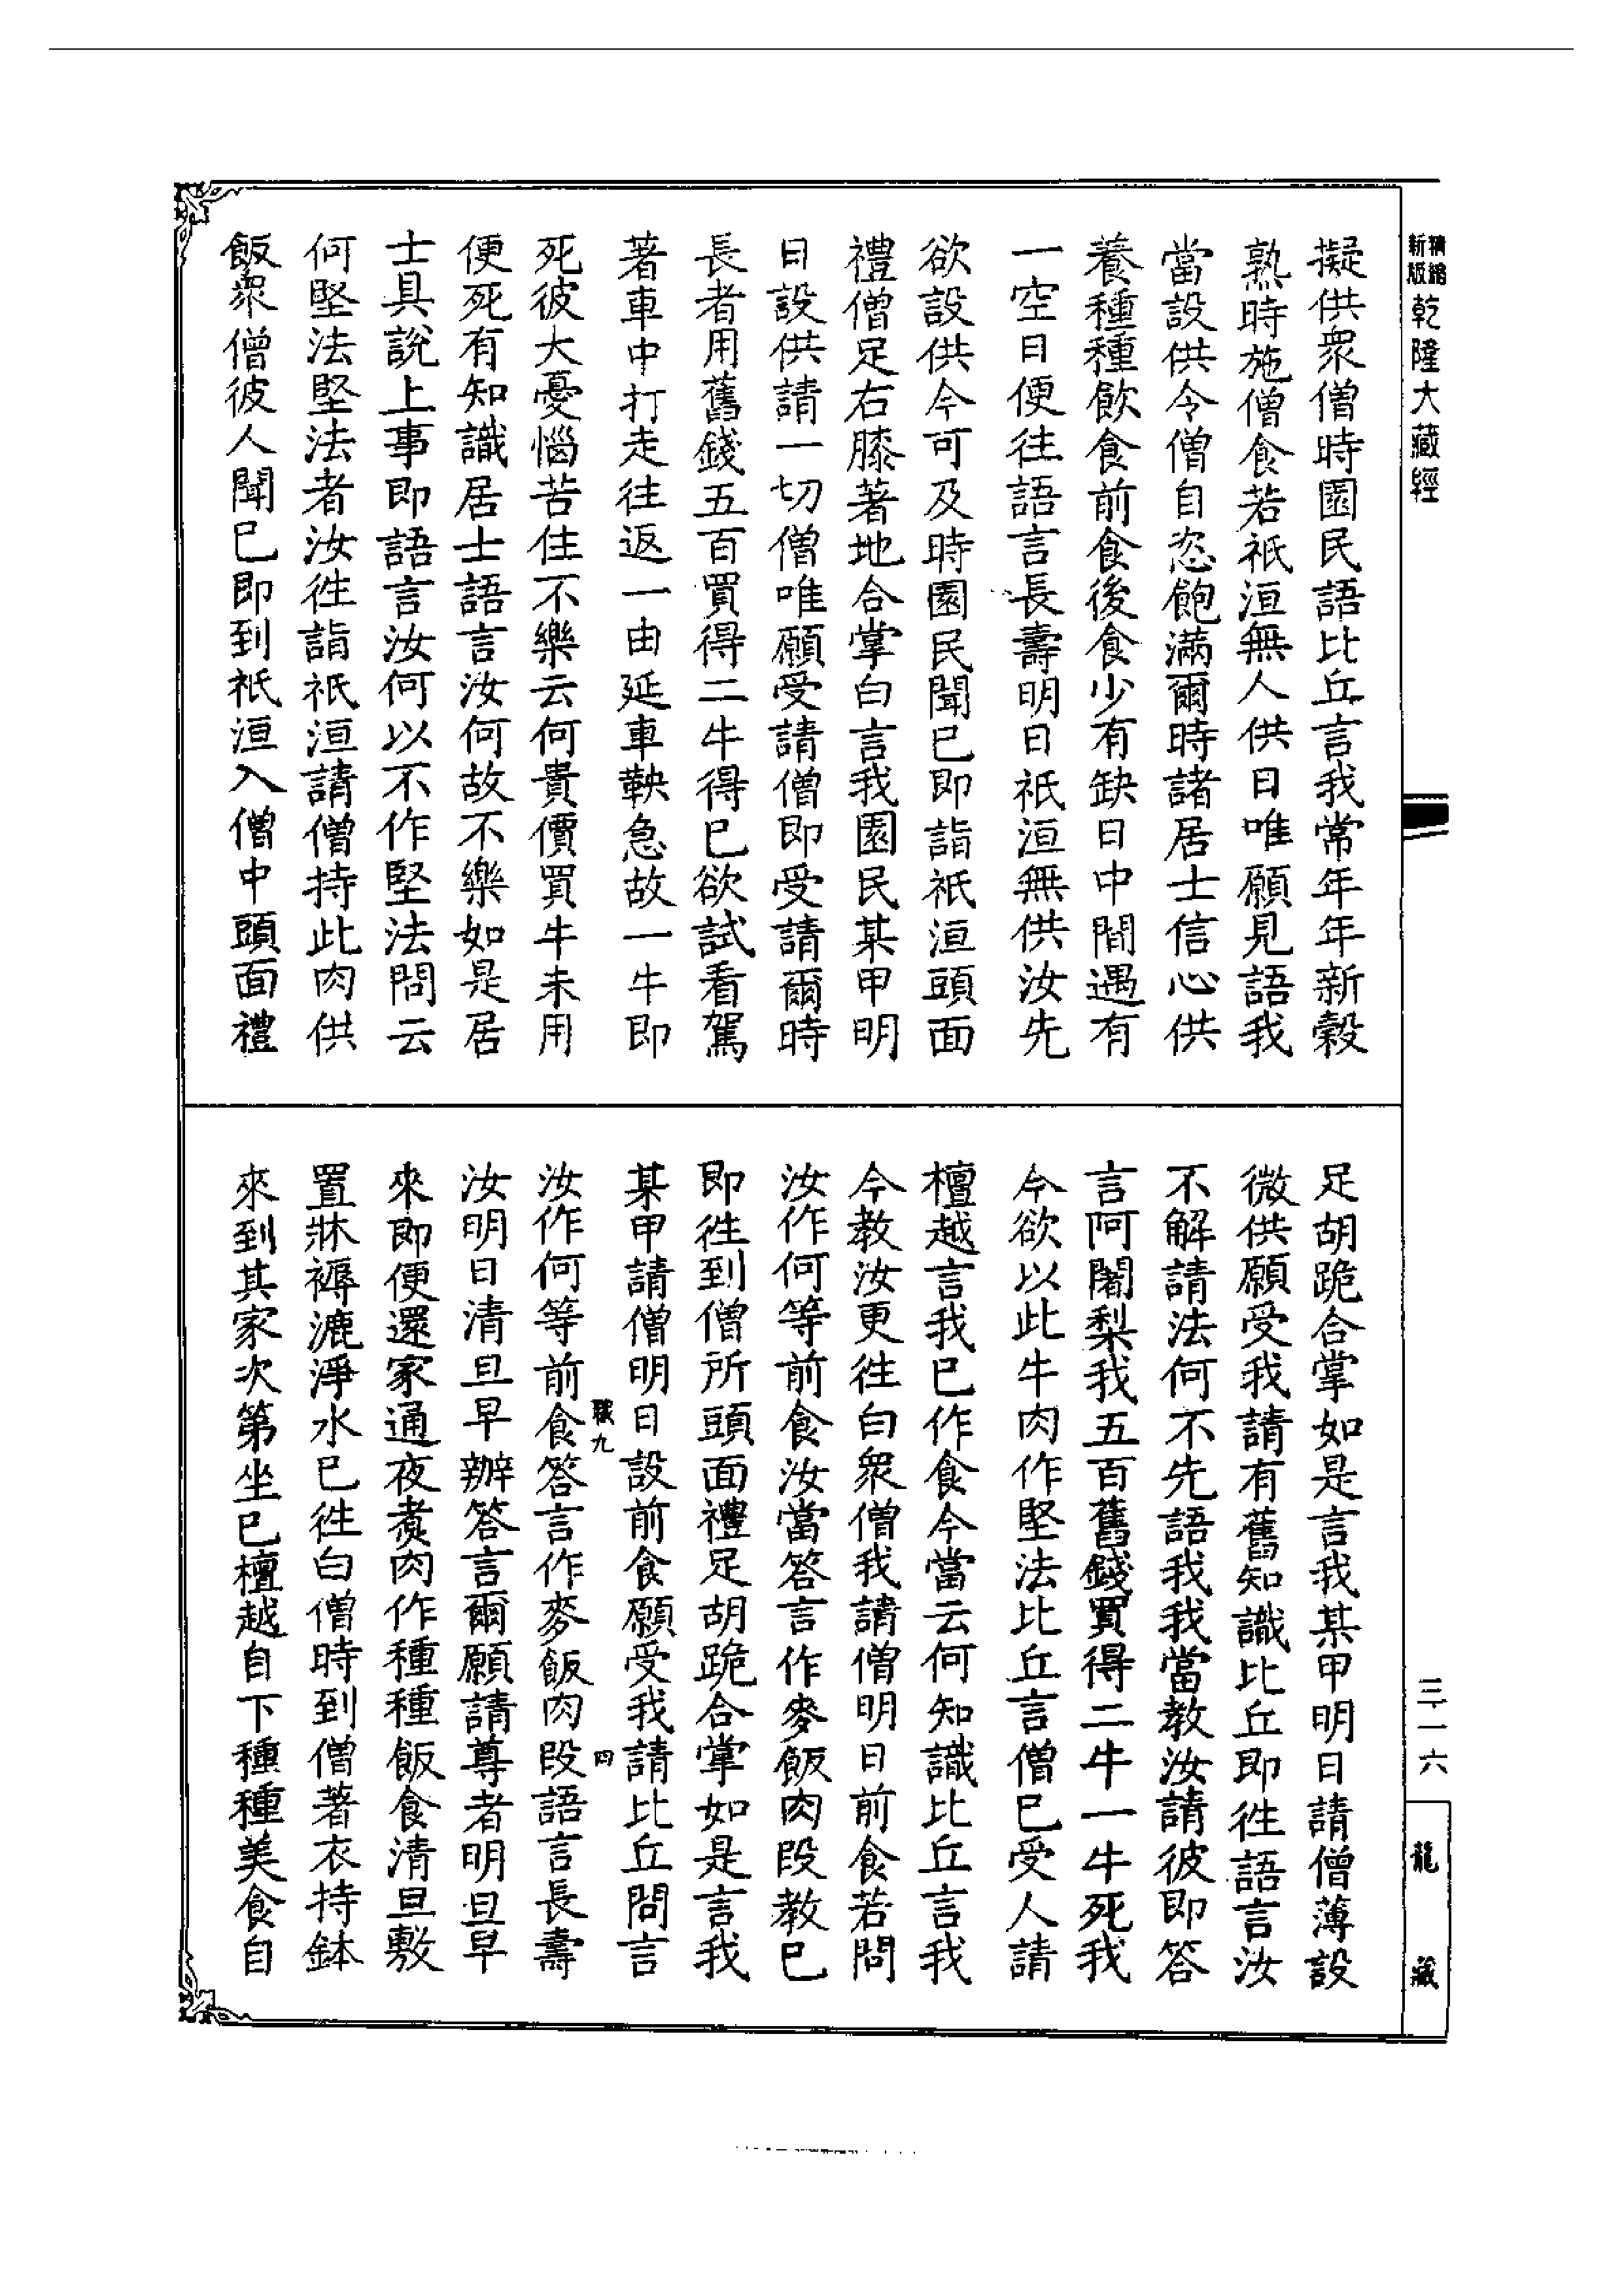 精縮新版乾隆大藏經
擬供眾僧時園民語比丘言我常年年新穀
熟時施僧食若祇洹無人供日唯願見語我
當設供令僧自恣飽滿爾時諸居士信心供
養種種飲食前食後食少有缺日中間遇有
一空日便往語言長壽明日祇洹無供汝先
欲設供今可及時園民聞已即詣祇洹頭面
禮僧足右膝著地合掌白言我園民某甲明
日設供請一切僧唯願受請僧即受請爾時
長者用舊錢五百買得二牛得已欲試看駕
著車中打走往返一由延車鞅急故一牛即
死彼大憂惱苦住不樂云何貴價買牛未用
便死有知識居士語言汝何故不樂如是居
士具說上事即語言汝何以不作堅法問云
何堅法堅法者汝往詣祇洹請僧持此肉供
飯眾僧彼人聞已即到祇洹入僧中頭面禮
足胡跪合掌如是言我某甲明日請僧薄設
微供願受我請有舊知識比丘即往語言汝
不解請法何不先語我我當教汝請彼即答
言阿闍梨我五百舊錢買得二牛一牛死我
今欲以此牛肉作堅法比丘言僧已受人請
檀越言我已作食今當云何知識比丘言我
今教汝更往白眾僧我請僧明日前食若問
汝作何等前食汝當答言作麥飯肉段教已
即往到僧所頭面禮足胡跪合掌如是言我
某甲請僧明日設前食願受我請比丘問言
職九 四
汝作何等前食答言作麥飯肉段語言長壽
汝明日清旦早辦答言爾願請尊者明旦早
來即便還家通夜煑肉作種種飯食清旦敷
置牀褥漉淨水已往白僧時到僧著衣持鉢
來到其家次第坐已檀越自下種種美食自
三一六
龍藏